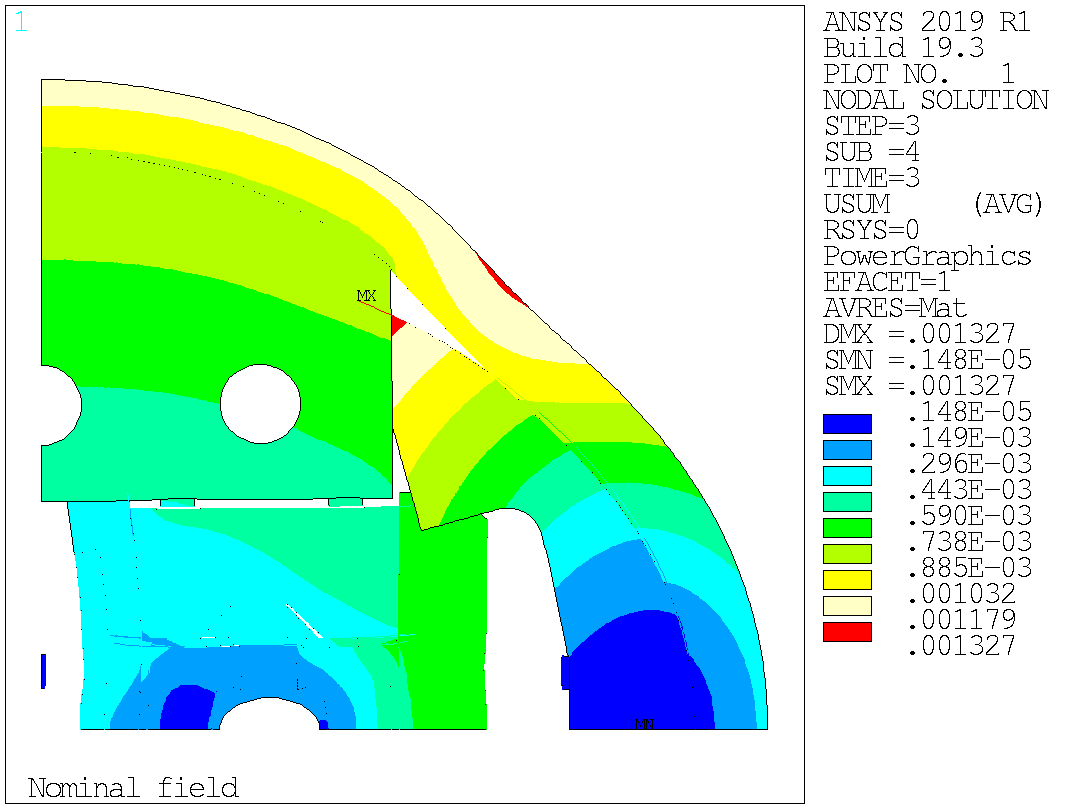 1
ANSYS 2019 R1
Build 19.3
PLOT NO. 1
NODAL SOLUTION
STEP=3
SUB =4
TIME=3
USUM (AVG)
RSYS=0
PowerGraphics
EFACET=1
AVRES=Mat
DMX =.001327
SMN =.148E-05
SMX =.001327
.148E-05
.149E-03
.296E-03
.443E-03
.590E-03
.738E-03
.885E-03
.001032
.001179
.001327
MX
MN
Nominal field